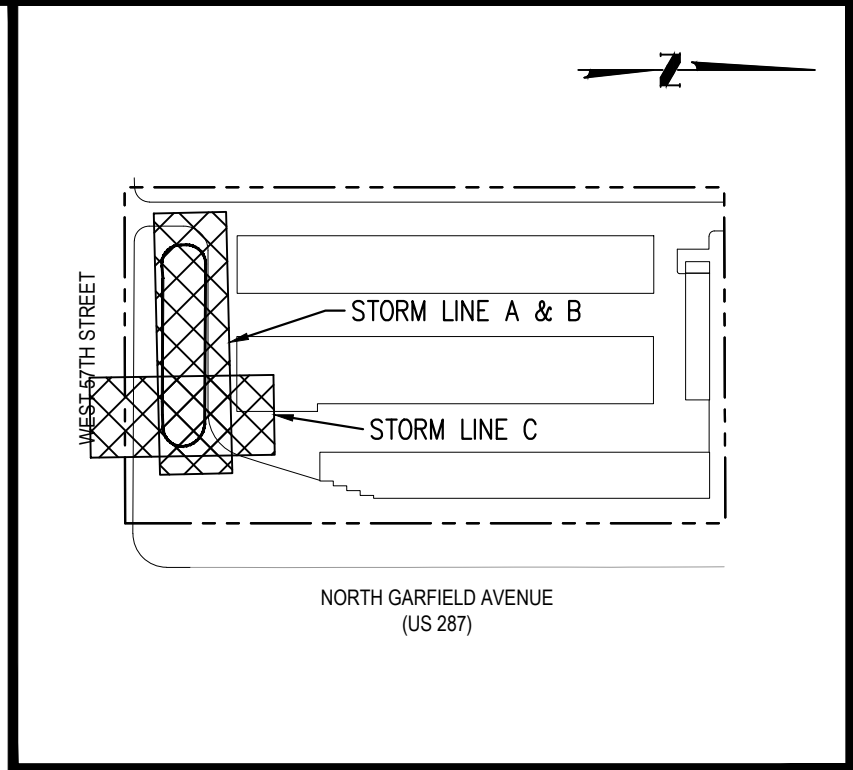 N
STORM LINE A & B
WEST 57TH STREET
STORM LINE C
NORTH GARFIELD AVENUE
(US 287)